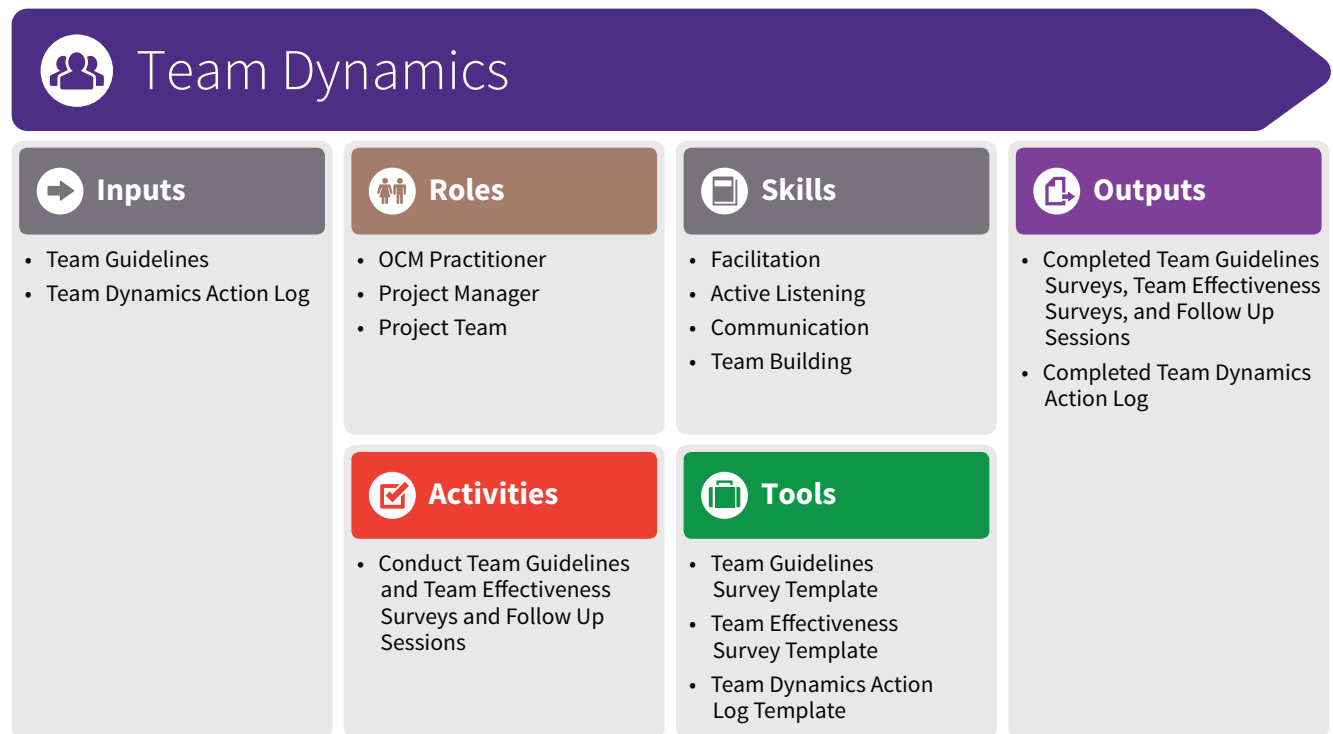 Team Dynamics
Inputs
• Team Guidelines
• Team Dynamics Action Log
Roles
• OCM Practitioner
• Project Manager
• Project Team
Skills
• Facilitation
• Active Listening
• Communication
• Team Building
Outputs
• Completed Team Guidelines
Surveys, Team Effectiveness
Surveys, and Follow Up
Sessions
• Completed Team Dynamics
Action Log
Activities
• Conduct Team Guidelines
and Team Effectiveness
Surveys and Follow Up
Sessions
Tools
• Team Guidelines
Survey Template
• Team Effectiveness
Survey Template
• Team Dynamics Action
Log Template